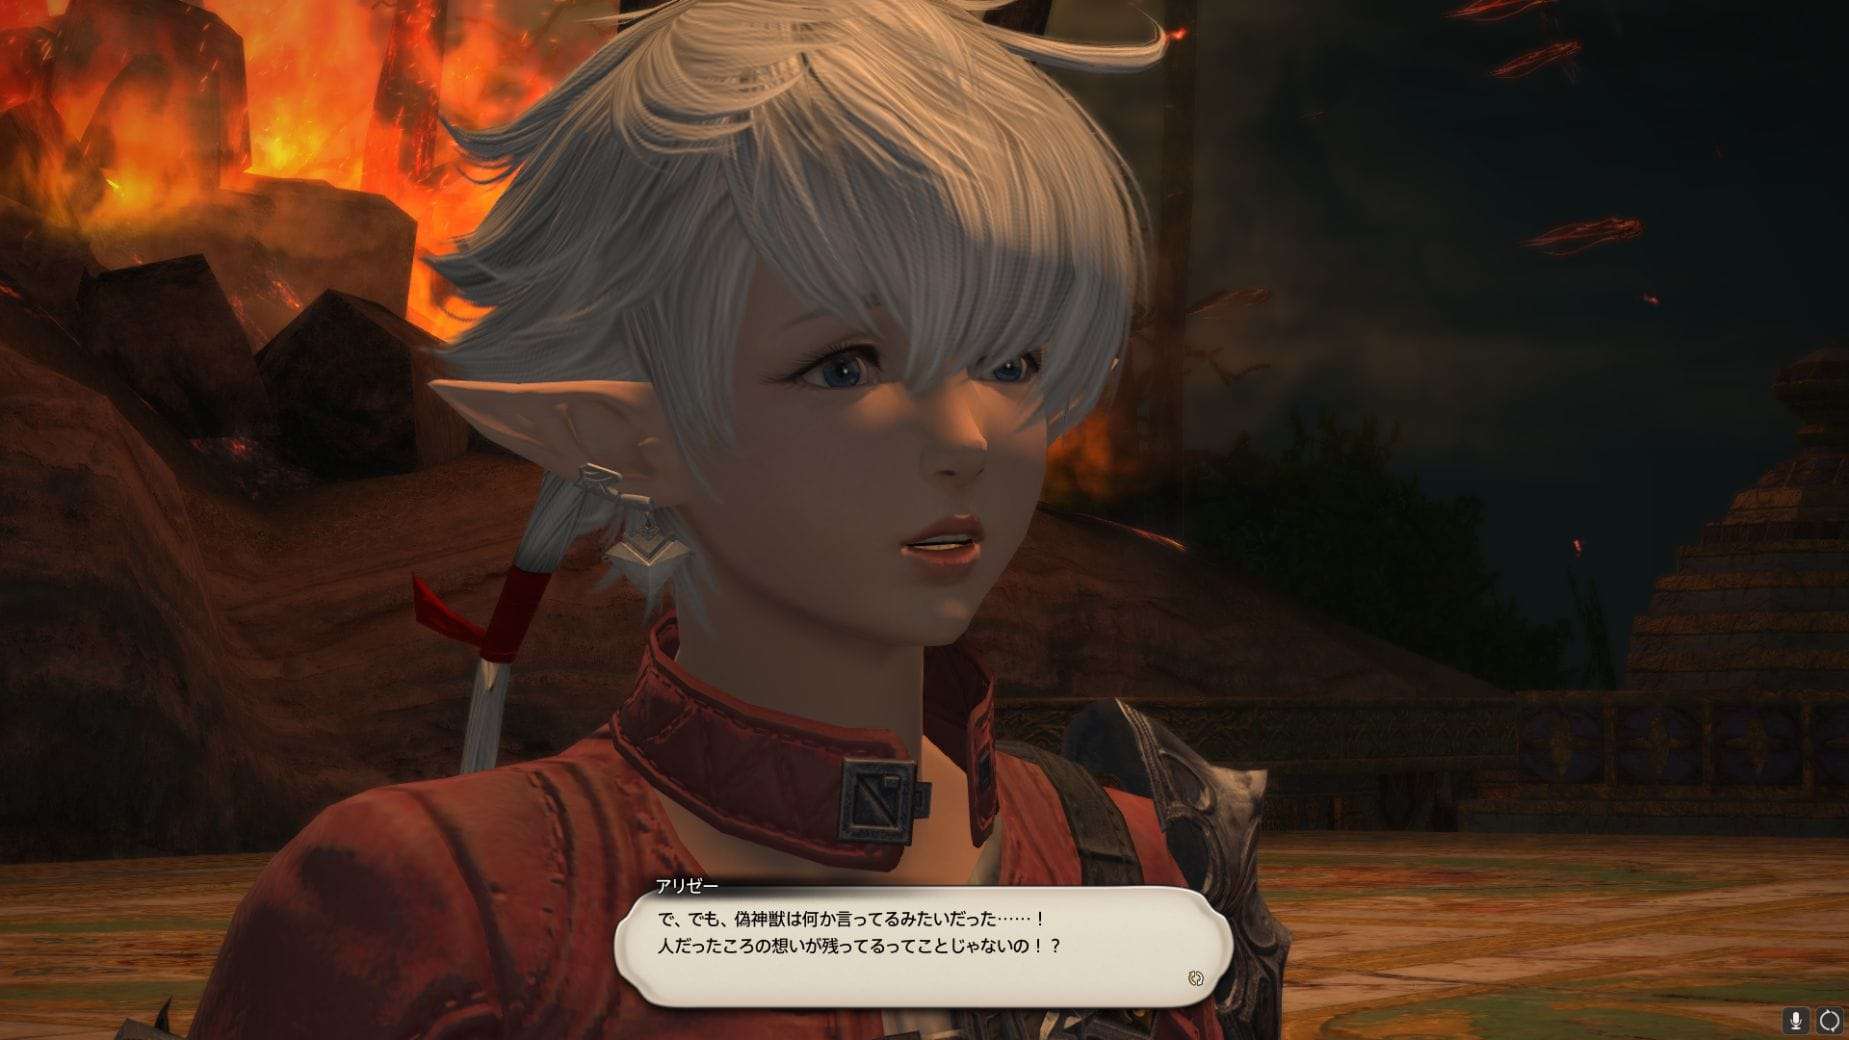 アリゼー
で、でも、偽神獣は何か言ってるみたいだった……！
人だったころの想いが残ってるってことじゃないの！？